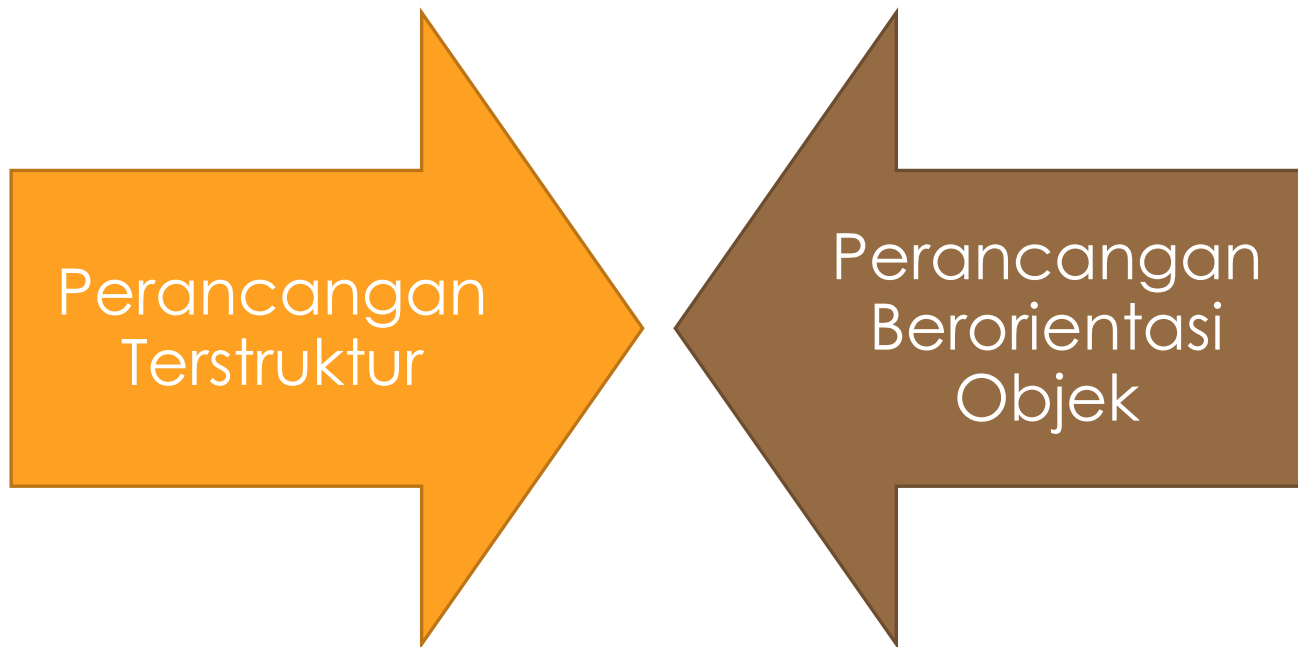 Perancangan
Terstruktur
Perancangan
Berorientasi
Objek